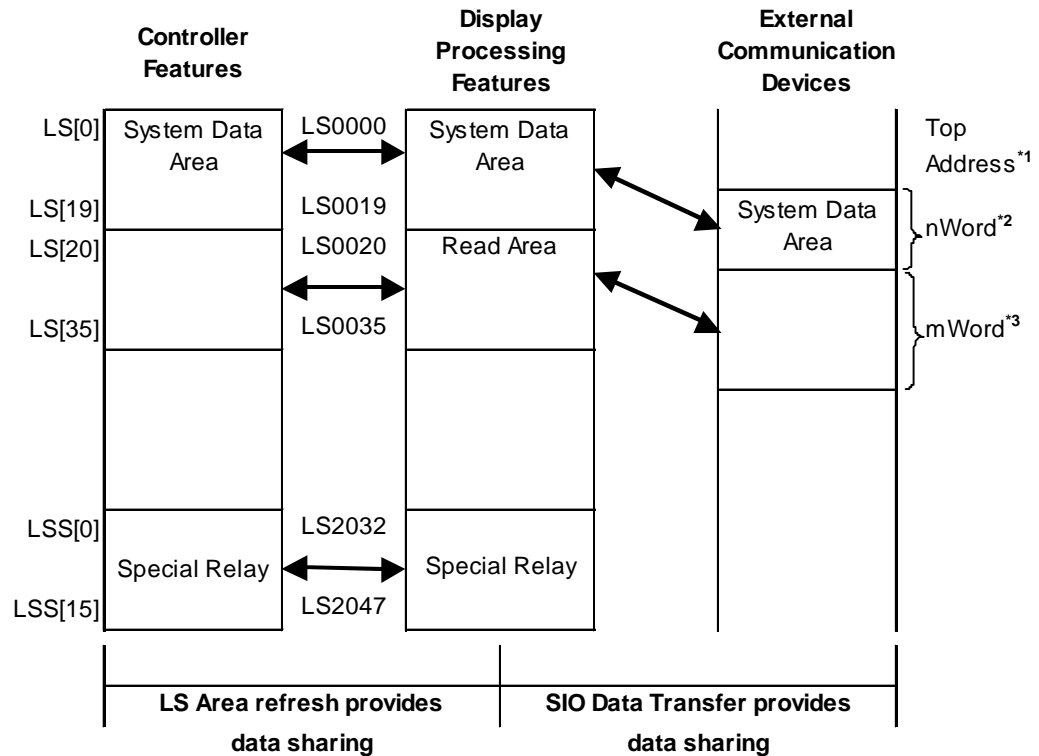 Controller
Features
Display
Processing
Features
External
Communication
Devices
LS[0]
System Data
Area
LS0000
System Data
Area
Top
Address*1
LS[19]
LS0019
System Data
Area
nWord*2
LS[20]
LS0020
Read Area
LS[35]
LS0035
mWord*3
LSS[0]
LS2032
Special Relay
Special Relay
LSS[15]
LS2047
LS Area refresh provides
data sharing
SIO Data Transfer provides
data sharing